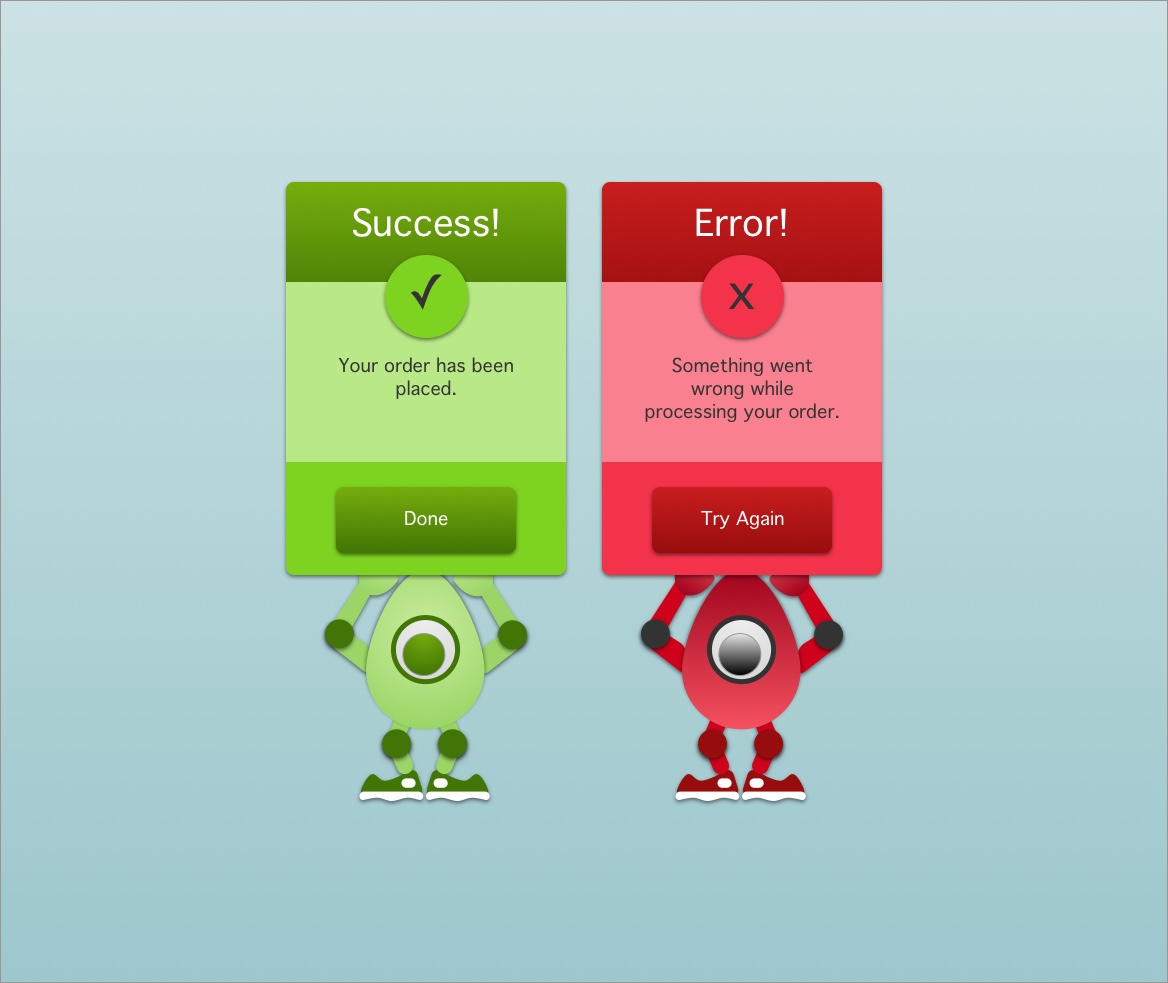 Success!
✓
Your order has been
placed.
Done
Error!
X
Something went
wrong while
processing your order.
Try Again